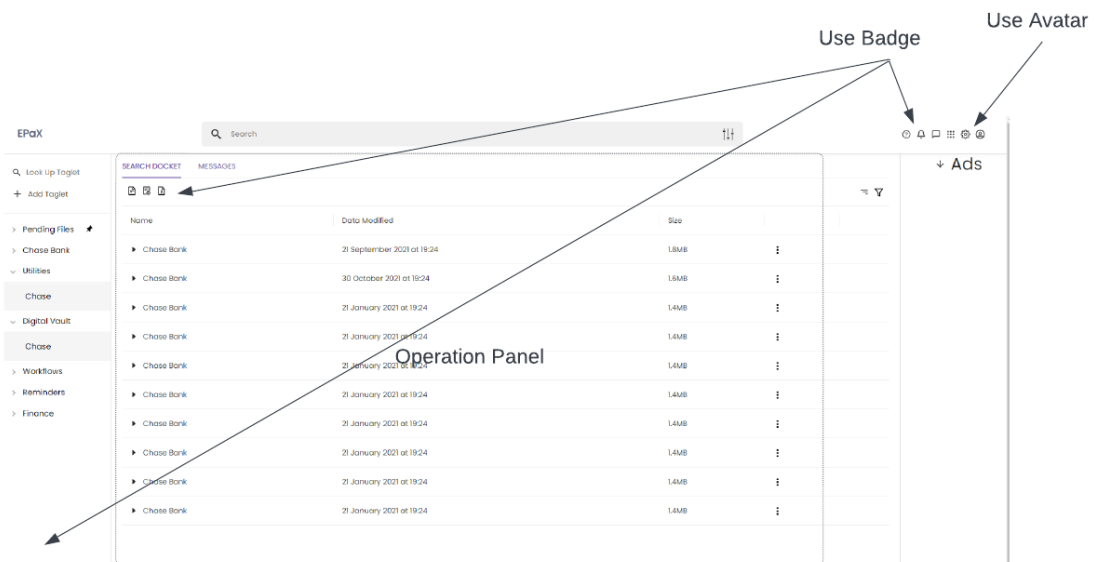 Use Avatar
Use Badge
EPaX
Search
Ads
SEARCH DOCKET MESSAGES
Look Up Taglet
Add Taglet
Name Data Modified Size
Pending Files
Chase Bank
Utilities
Chase
Digital Vault
Chase
Workflows
Reminders
Finance
Chase Bank 21 September 2021 at 19:24 1.8MB
Chase Bank 30 October 2021 at 19:24 1.6MB
Chase Bank 21 January 2021 at 19:24 1.4MB
Chase Bank 21 January 2021 at 19:24 1.4MB
Operation Panel
Chase Bank 21 January 2021 at 19:24 1.4MB
Chase Bank 21 January 2021 at 19:24 1.4MB
Chase Bank 21 January 2021 at 19:24 1.4MB
Chase Bank 21 January 2021 at 19:24 1.4MB
Chase Bank 21 January 2021 at 19:24 1.4MB
Chase Bank 21 January 2021 at 19:24 1.4MB